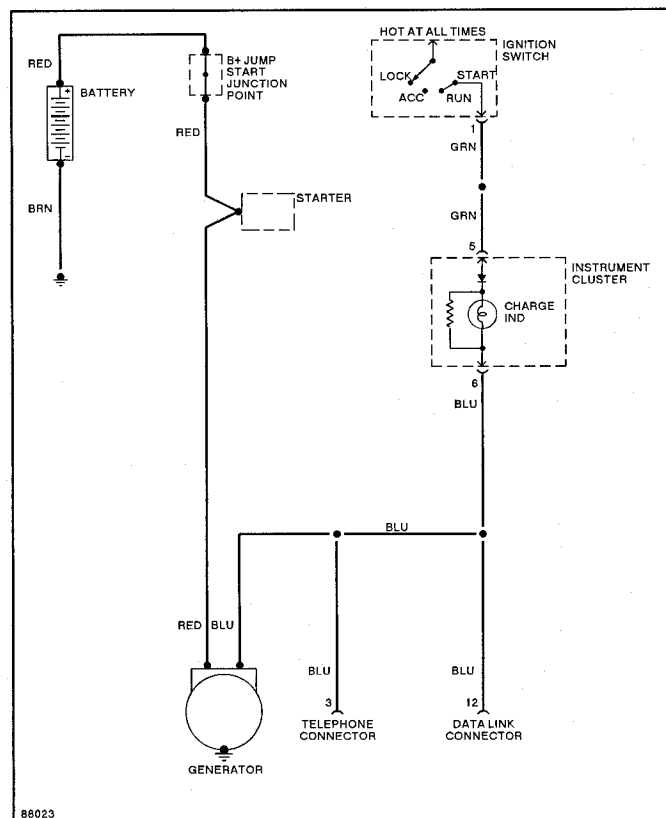 HOT AT ALL TIMES
IGNITION
SWITCH
LOCK
START
ACC
RUN
1
GRN
GRN
5
INSTRUMENT
CLUSTER
CHARGE
IND
6
BLU
RED
B+ JUMP
START
JUNCTION
POINT
BATTERY
+
-
RED
BRN
STARTER
BLU
RED
BLU
BLU
BLU
3
12
TELEPHONE
CONNECTOR
DATA LINK
CONNECTOR
GENERATOR
88023